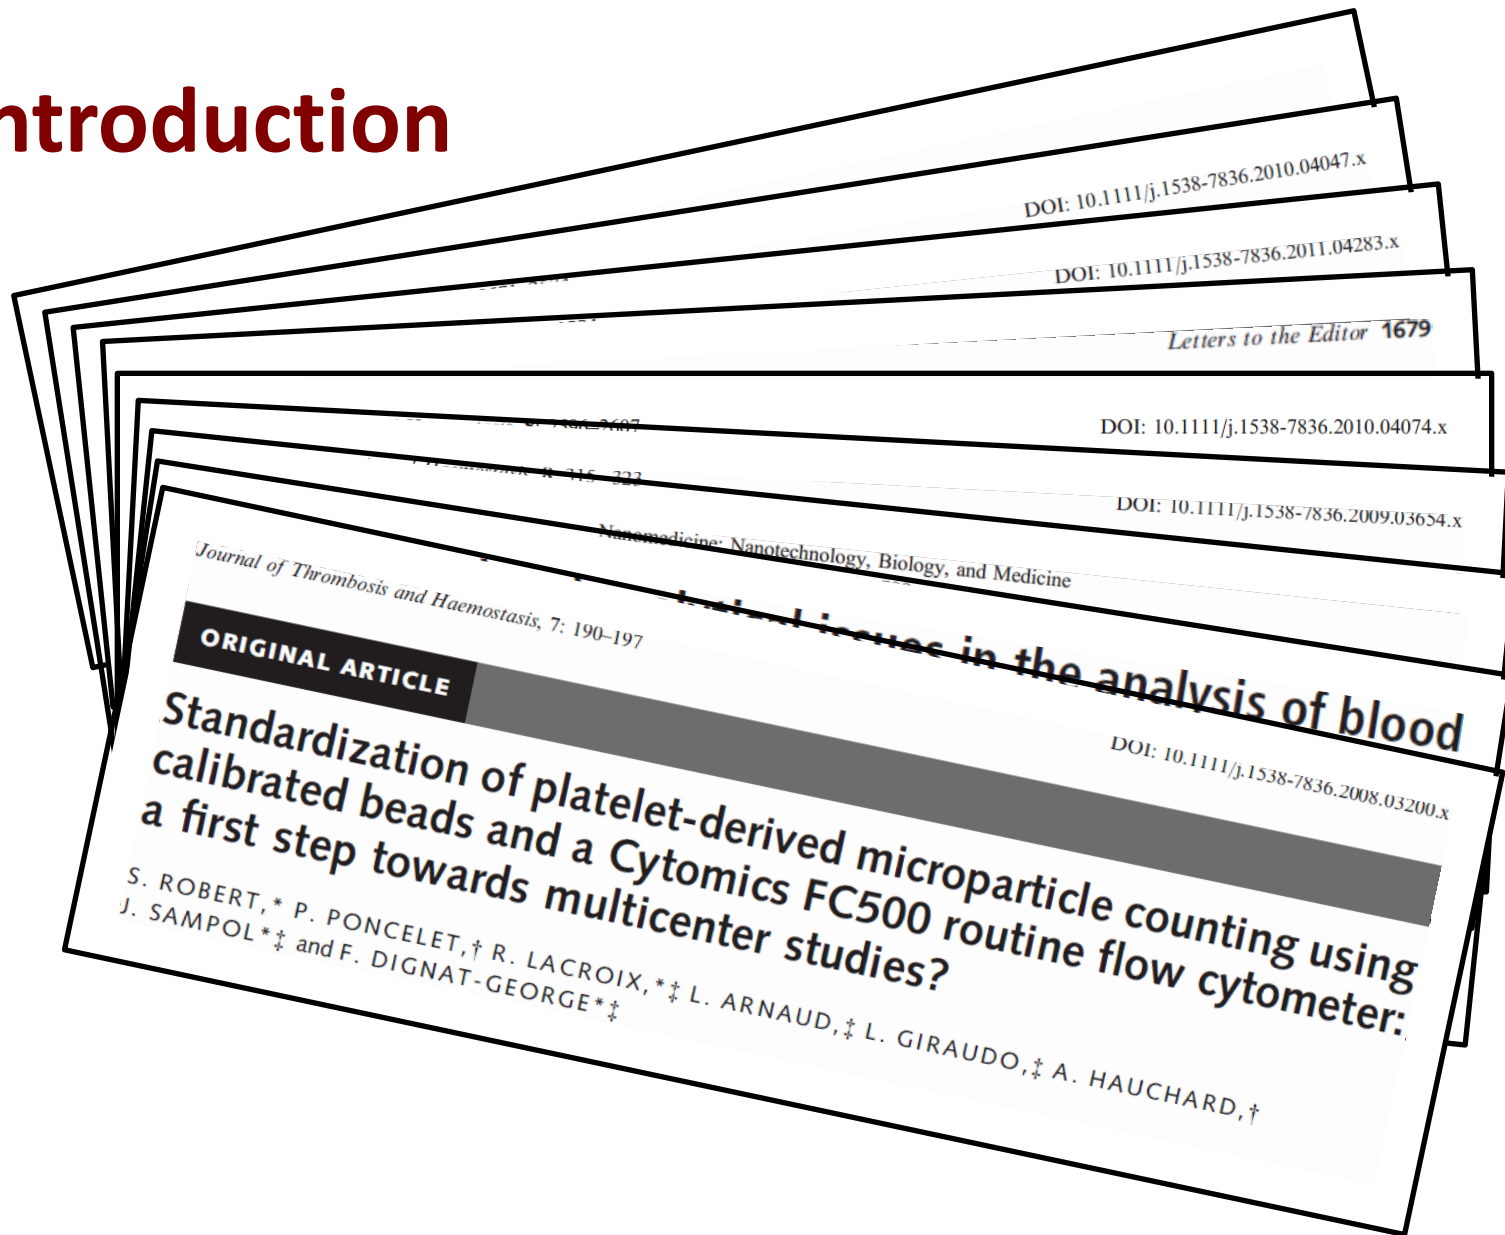 ntroduction
DOI: 10.1111/j.1538-7836.2010.04047.x
DOI: 10.1111/j.1538-7836.2011.04283.x
Letters to the Editor 1679
DOI: 10.1111/j.1538-7836.2010.04074.x
323
DOI: 10.1111/j.1538-7836.2009.03654.x
Nanomedicine: Nanotechnology, Biology, and Medicine
issues in the analysis of blood
Journal of Thrombosis and Haemostasis, 7: 190–197
DOI: 10.1111/j.1538-7836.2008.03200.x
ORIGINAL ARTICLE
Standardization of platelet-derived microparticle counting using
calibrated beads and a Cytomics FC500 routine flow cytometer:
a first step towards multicenter studies?
S. ROBERT,* P. PONCELET,† R. LACROIX,*‡ L. ARNAUD,‡ L. GIRAUDO,‡ A. HAUCHARD,†
J. SAMPOL*‡ and F. DIGNAT-GEORGE*‡